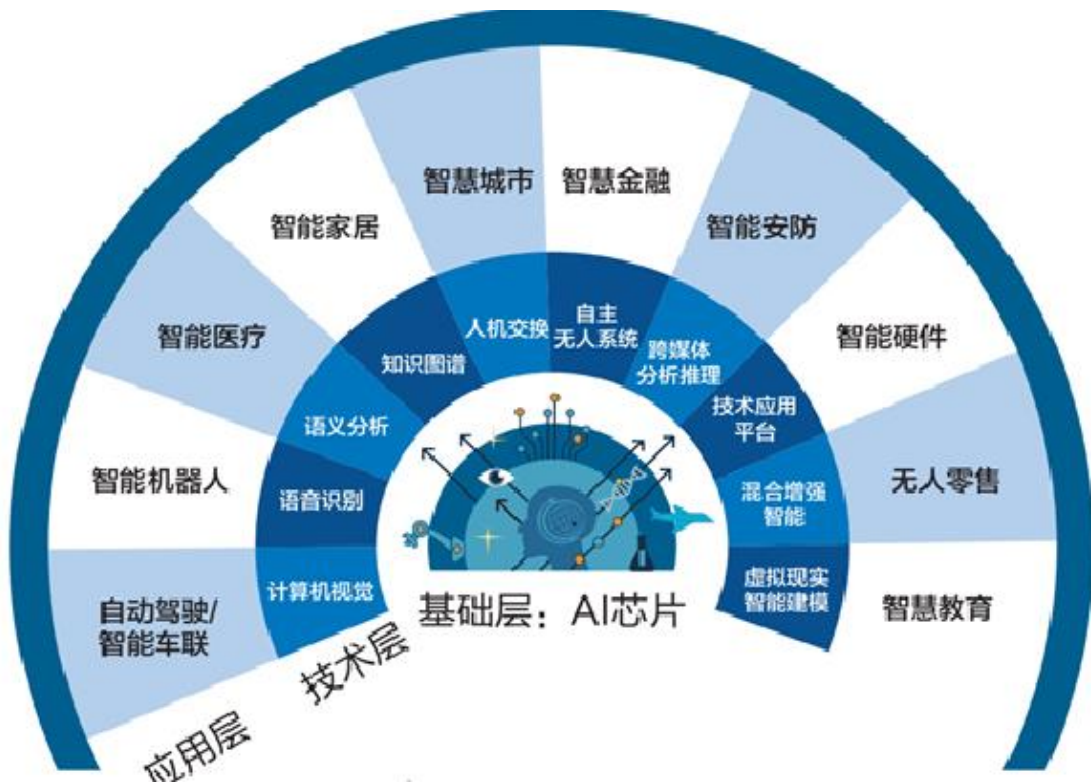 智慧城市
智慧金融
智能家居
智能安防
智能医疗
智能硬件
智能机器人
无人零售
自动驾驶/
智能车联
智慧教育
人机交换
自主
无人系统
知识图谱
跨媒体
分析推理
语义分析
技术应用
平台
语音识别
混合增强
智能
计算机视觉
虚拟现实
智能建模
基础层：AI芯片
技术层
应用层